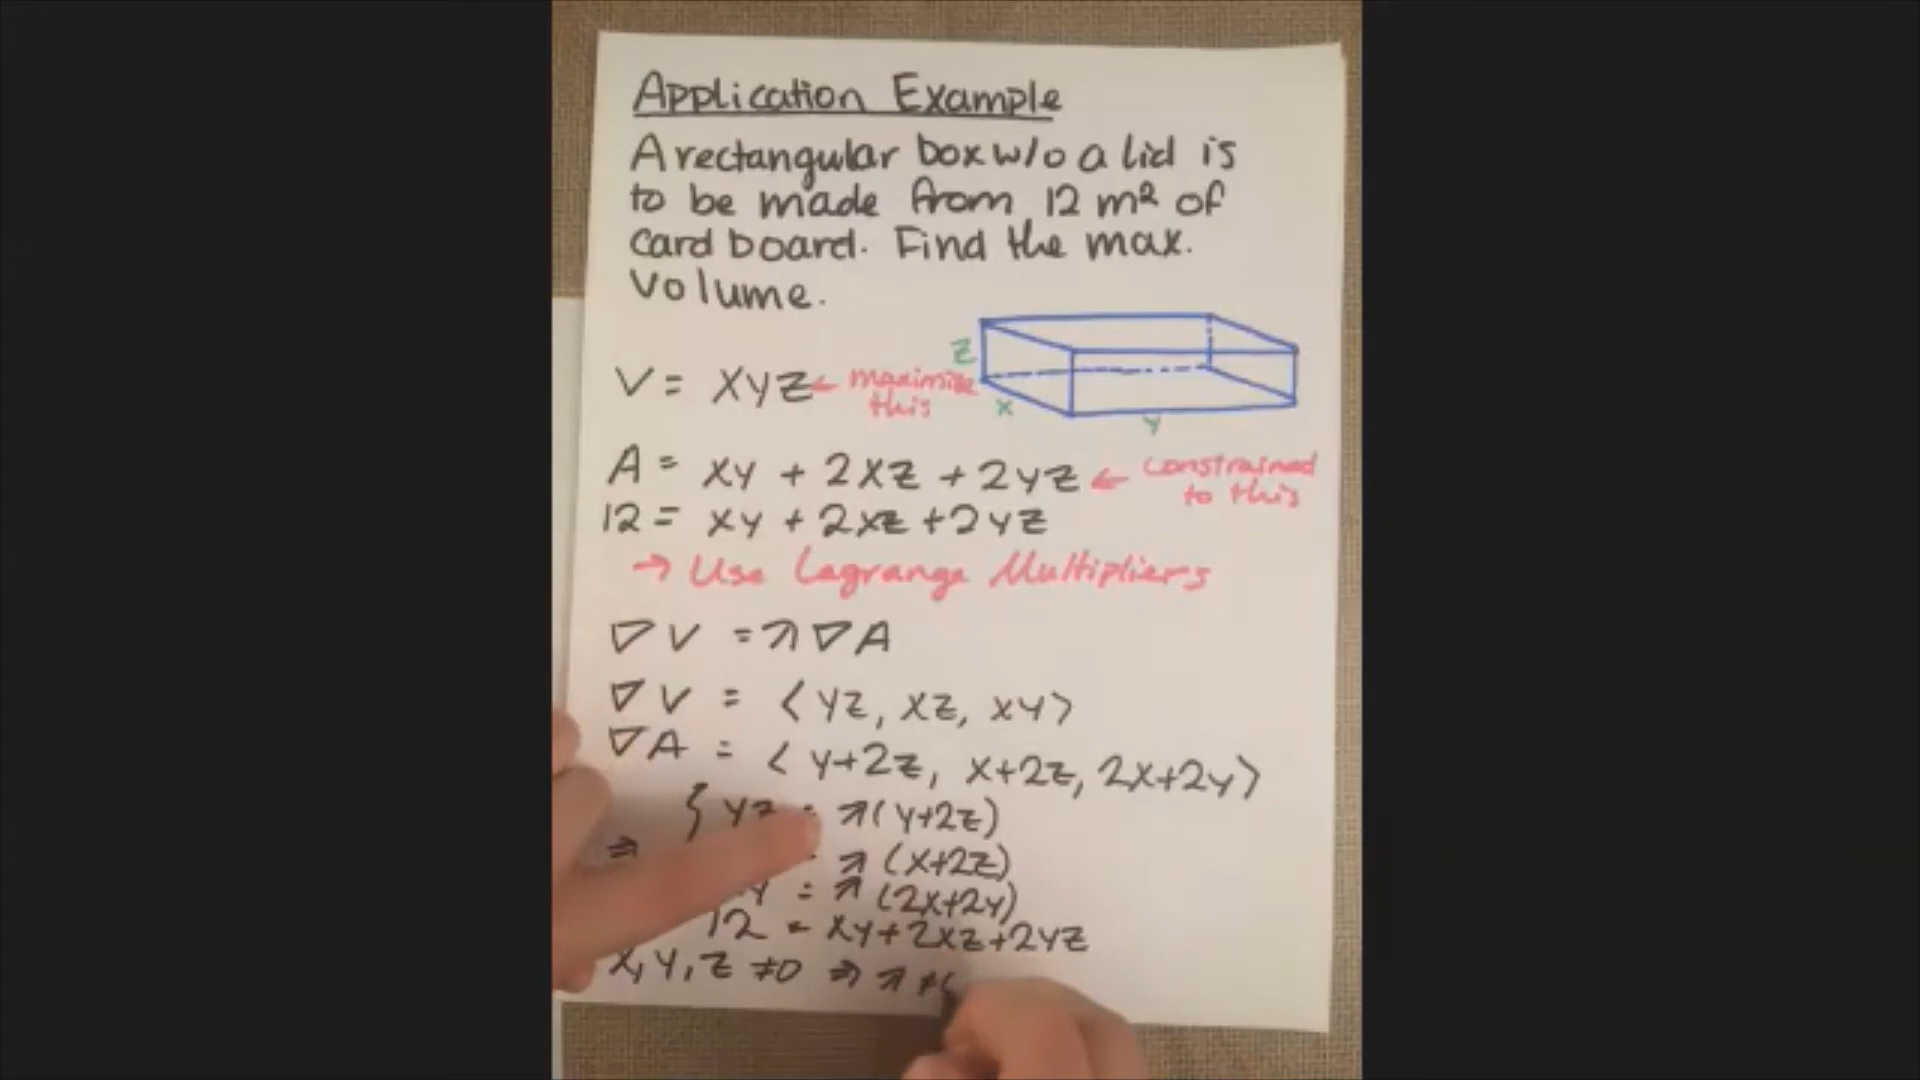 Application Example
A rectangular box w/o a lid is
to be made from 12 m² of
cardboard. Find the max.
Volume.
V = XYZ ← maximize
this
Z
X
Y
A = XY + 2XZ + 2YZ ← constrained
to this
12 = XY + 2XZ + 2YZ
→ Use Lagrange Multipliers
∇V = λ∇A
∇V = ⟨YZ, XZ, XY⟩
∇A = ⟨Y+2Z, X+2Z, 2X+2Y⟩
⇒ { YZ = λ(Y+2Z)
= λ(X+2Z)
Y = λ(2X+2Y)
12 = XY+2XZ+2YZ
X, Y, Z ≠0 ⇒ λ ≠